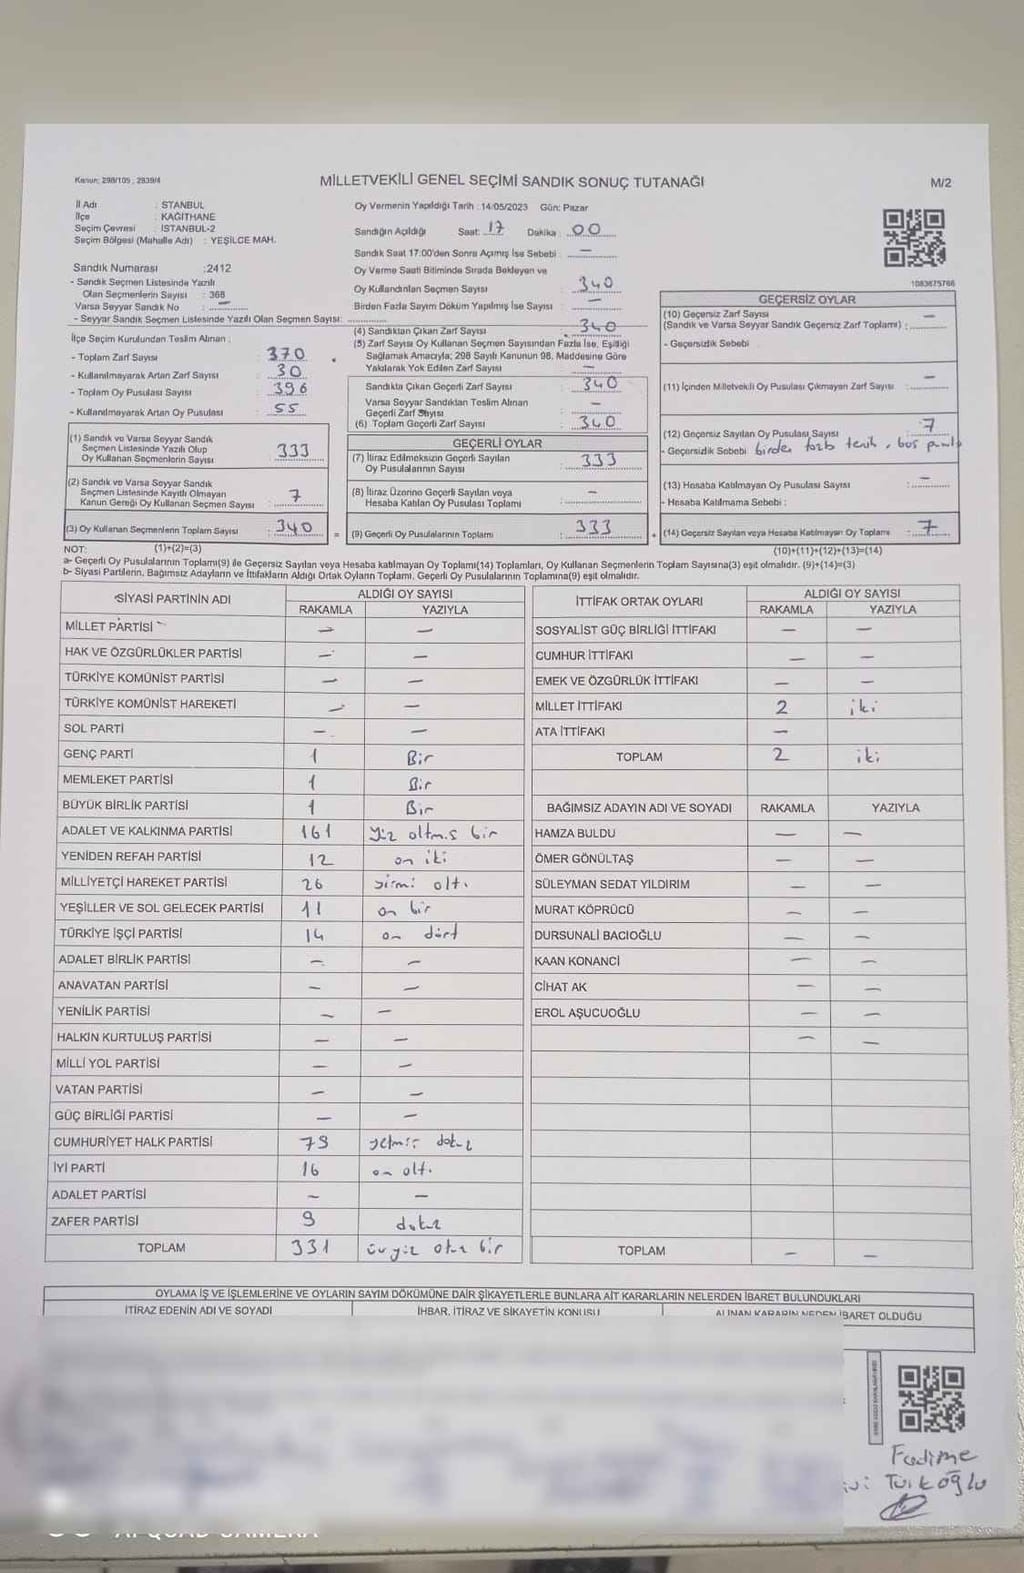 Kanun: 298/105 , 2839/4
MİLLETVEKİLİ GENEL SEÇİMİ SANDIK SONUÇ TUTANAĞI
M/2
İl Adı : STANBUL
İlçe : KAĞITHANE
Seçim Çevresi : İSTANBUL-2
Seçim Bölgesi (Mahalle Adı) : YEŞİLCE MAH.
Sandık Numarası :2412
- Sandık Seçmen Listesinde Yazılı
Olan Seçmenlerin Sayısı : 368
Varsa Seyyar Sandık No : —
- Seyyar Sandık Seçmen Listesinde Yazılı Olan Seçmen Sayısı:
Oy Vermenin Yapıldığı Tarih : 14/05/2023 Gün: Pazar
Sandığın Açıldığı Saat: 17 Dakika : 00
Sandık Saat 17:00'den Sonra Açımış İse Sebebi : —
Oy Verme Saati Bitiminde Sırada Bekleyen ve
Oy Kullandırılan Seçmen Sayısı : 340
Birden Fazla Sayım Döküm Yapılmış İse Sayısı : —
1083675766
İlçe Seçim Kurulundan Teslim Alınan :
- Toplam Zarf Sayısı : 370
- Kullanılmayarak Artan Zarf Sayısı : 30
- Toplam Oy Pusulası Sayısı : 396
- Kullanılmayarak Artan Oy Pusulası : 55
(1) Sandık ve Varsa Seyyar Sandık
Seçmen Listesinde Yazılı Olup
Oy Kullanan Seçmenlerin Sayısı : 333
(2) Sandık ve Varsa Seyyar Sandık
Seçmen Listesinde Kayıtlı Olmayan
Kanun Gereği Oy Kullanan Seçmen Sayısı : 7
(3) Oy Kullanan Seçmenlerin Toplam Sayısı : 340
(1)+(2)=(3)
(4) Sandıktan Çıkan Zarf Sayısı : 340
(5) Zarf Sayısı Oy Kullanan Seçmen Sayısından Fazla İse, Eşitliği
Sağlamak Amacıyla; 298 Sayılı Kanunun 98. Maddesine Göre
Yakılarak Yok Edilen Zarf Sayısı : —
Sandıkta Çıkan Geçerli Zarf Sayısı : 340
Varsa Seyyar Sandıktan Teslim Alınan
Geçerli Zarf Sayısı : —
(6) Toplam Geçerli Zarf Sayısı : 340
GEÇERLİ OYLAR
(7) İtiraz Edilmeksizin Geçerli Sayılan
Oy Pusulalarının Sayısı : 333
(8) İtiraz Üzerine Geçerli Sayılan veya
Hesaba Katılan Oy Pusulası Toplamı : —
= (9) Geçerli Oy Pusulalarının Toplamı : 333
GEÇERSİZ OYLAR
(10) Geçersiz Zarf Sayısı
(Sandık ve Varsa Seyyar Sandık Geçersiz Zarf Toplamı) : —
- Geçersizlik Sebebi
(11) İçinden Milletvekili Oy Pusulası Çıkmayan Zarf Sayısı : —
(12) Geçersiz Sayılan Oy Pusulası Sayısı : 7
- Geçersizlik Sebebi birden fazla boş
(13) Hesaba Katılmayan Oy Pusulası Sayısı : —
- Hesaba Katılmama Sebebi :
+ (14) Geçersiz Sayılan veya Hesaba Katılmayan Oy Toplamı : 7
(10)+(11)+(12)+(13)=(14)
NOT:
a- Geçerli Oy Pusulalarının Toplamı(9) ile Geçersiz Sayılan veya Hesaba katılmayan Oy Toplamı(14) Toplamları, Oy Kullanan Seçmenlerin Toplam Sayısına(3) eşit olmalıdır. (9)+(14)=(3)
b- Siyasi Partilerin, Bağımsız Adayların ve İttifakların Aldığı Ortak Oyların Toplamı, Geçerli Oy Pusulalarının Toplamına(9) eşit olmalıdır.
SİYASİ PARTİNİN ADI ALDIĞI OY SAYISI
RAKAMLA YAZIYLA
MİLLET PARTİSİ — —
HAK VE ÖZGÜRLÜKLER PARTİSİ — —
TÜRKİYE KOMÜNİST PARTİSİ — —
TÜRKİYE KOMÜNİST HAREKETİ — —
SOL PARTİ — —
GENÇ PARTİ 1 Bir
MEMLEKET PARTİSİ 1 Bir
BÜYÜK BİRLİK PARTİSİ 1 Bir
ADALET VE KALKINMA PARTİSİ 161 Yüz altmış bir
YENİDEN REFAH PARTİSİ 12 on iki
MİLLİYETÇİ HAREKET PARTİSİ 26 yirmi altı
YEŞİLLER VE SOL GELECEK PARTİSİ 11 on bir
TÜRKİYE İŞÇİ PARTİSİ 14 on dört
ADALET BİRLİK PARTİSİ — —
ANAVATAN PARTİSİ — —
YENİLİK PARTİSİ — —
HALKIN KURTULUŞ PARTİSİ — —
MİLLİ YOL PARTİSİ — —
VATAN PARTİSİ — —
GÜÇ BİRLİĞİ PARTİSİ — —
CUMHURİYET HALK PARTİSİ 79 yetmiş dokuz
İYİ PARTİ 16 on altı
ADALET PARTİSİ — —
ZAFER PARTİSİ 9 dokuz
TOPLAM 331 üçyüz otuz bir
İTTİFAK ORTAK OYLARI ALDIĞI OY SAYISI
RAKAMLA YAZIYLA
SOSYALİST GÜÇ BİRLİĞİ İTTİFAKI — —
CUMHUR İTTİFAKI — —
EMEK VE ÖZGÜRLÜK İTTİFAKI — —
MİLLET İTTİFAKI 2 iki
ATA İTTİFAKI —
TOPLAM 2 iki
BAĞIMSIZ ADAYIN ADI VE SOYADI RAKAMLA YAZIYLA
HAMZA BULDU — —
ÖMER GÖNÜLTAŞ — —
SÜLEYMAN SEDAT YILDIRIM — —
MURAT KÖPRÜCÜ — —
DURSUNALİ BACIOĞLU — —
KAAN KONANCİ — —
CİHAT AK — —
EROL AŞUCUOĞLU — —
— —
TOPLAM — —
OYLAMA İŞ VE İŞLEMLERİNE VE OYLARIN SAYIM DÖKÜMÜNE DAİR ŞİKAYETLERLE BUNLARA AİT KARARLARIN NELERDEN İBARET BULUNDUKLARI
İTİRAZ EDENİN ADI VE SOYADI İHBAR, İTİRAZ VE ŞİKAYETİN KONUSU ALINAN KARARIN NEDEN İBARET OLDUĞU
Fadime
Türkoğlu
AI QUAD CAMERA